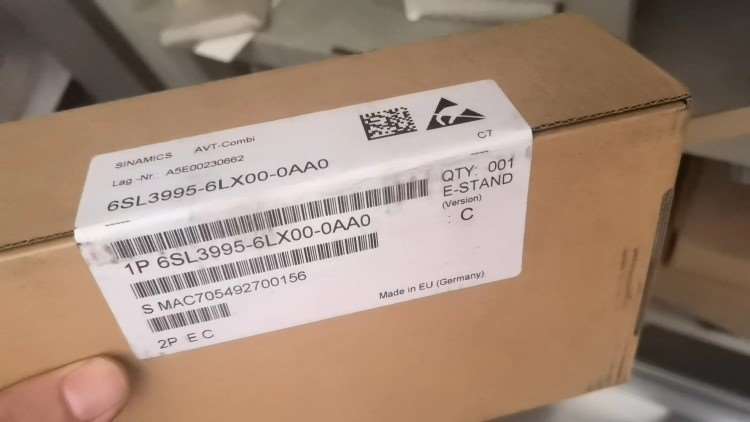 SINAMICS AVT-Combi
Lag -Nr.: A5E00230662
C7
6SL3995-6LX00-0AA0
QTY: 001
E-STAND
(Version)
: C
1P 6SL3995-6LX00-0AA0
S MAC705492700156
Made in EU (Germany)
2P E C